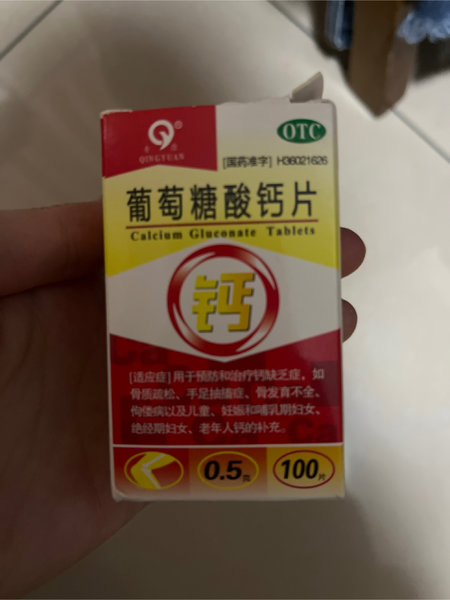 OTC
QINGYUAN
[国药准字] H36021626
葡萄糖酸钙片
Calcium Gluconate Tablets
钙
[适应症] 用于预防和治疗钙缺乏症，如
骨质疏松、手足抽搐症、骨发育不全、
佝偻病以及儿童、妊娠和哺乳期妇女、
绝经期妇女、老年人钙的补充。
0.5克
100片